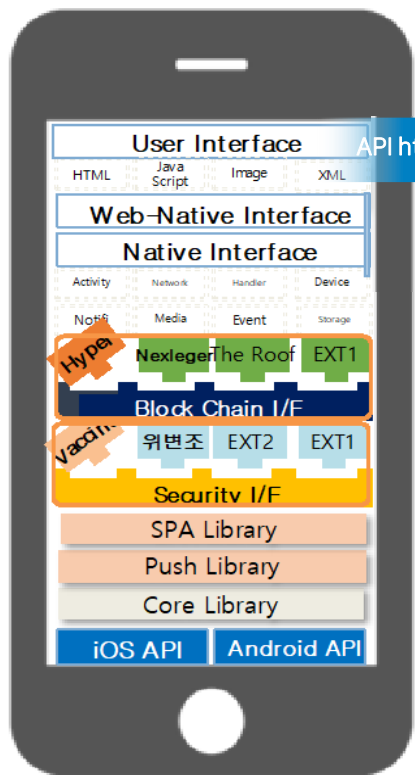 User Interface
API ht
HTML Java Script Image XML
Web-Native Interface
Native Interface
Activity Network Handler Device
Notifi Media Event Storage
Hyper Nexleger The Roof EXT1
Block Chain I/F
Vaccin 위변조 EXT2 EXT1
Security I/F
SPA Library
Push Library
Core Library
iOS API Android API